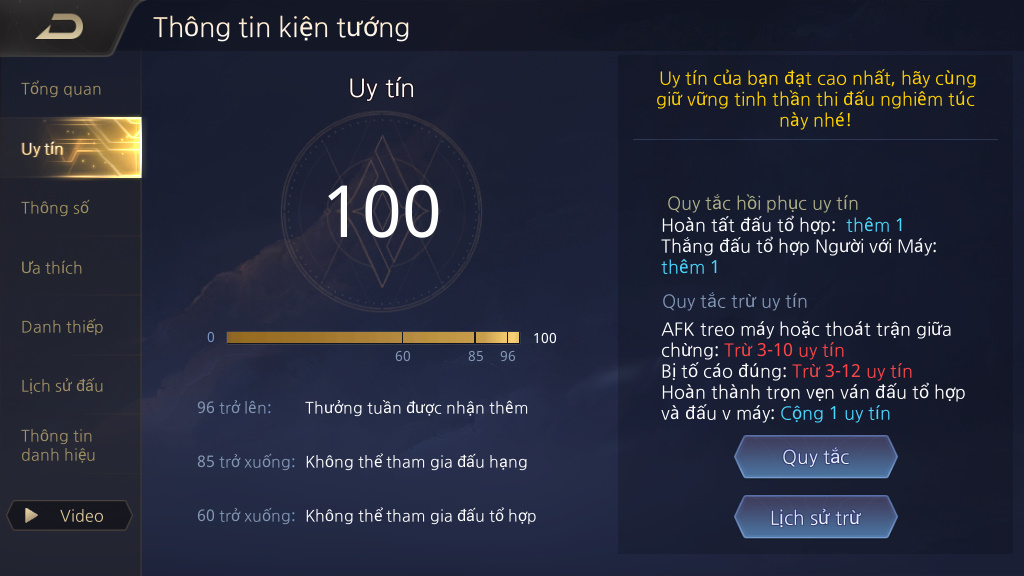 Thông tin kiện tướng
Tổng quan
Uy tín
Thông số
Ưa thích
Danh thiếp
Lịch sử đấu
Thông tin
danh hiệu
Video
Uy tín
100
0
100
60
85
96
96 trở lên: Thưởng tuần được nhận thêm
85 trở xuống: Không thể tham gia đấu hạng
60 trở xuống: Không thể tham gia đấu tổ hợp
Uy tín của bạn đạt cao nhất, hãy cùng
giữ vững tinh thần thi đấu nghiêm túc
này nhé!
Quy tắc hồi phục uy tín
Hoàn tất đấu tổ hợp: thêm 1
Thắng đấu tổ hợp Người với Máy:
thêm 1
Quy tắc trừ uy tín
AFK treo máy hoặc thoát trận giữa
chừng: Trừ 3-10 uy tín
Bị tố cáo đúng: Trừ 3-12 uy tín
Hoàn thành trọn vẹn ván đấu tổ hợp
và đấu v máy: Cộng 1 uy tín
Quy tắc
Lịch sử trừ